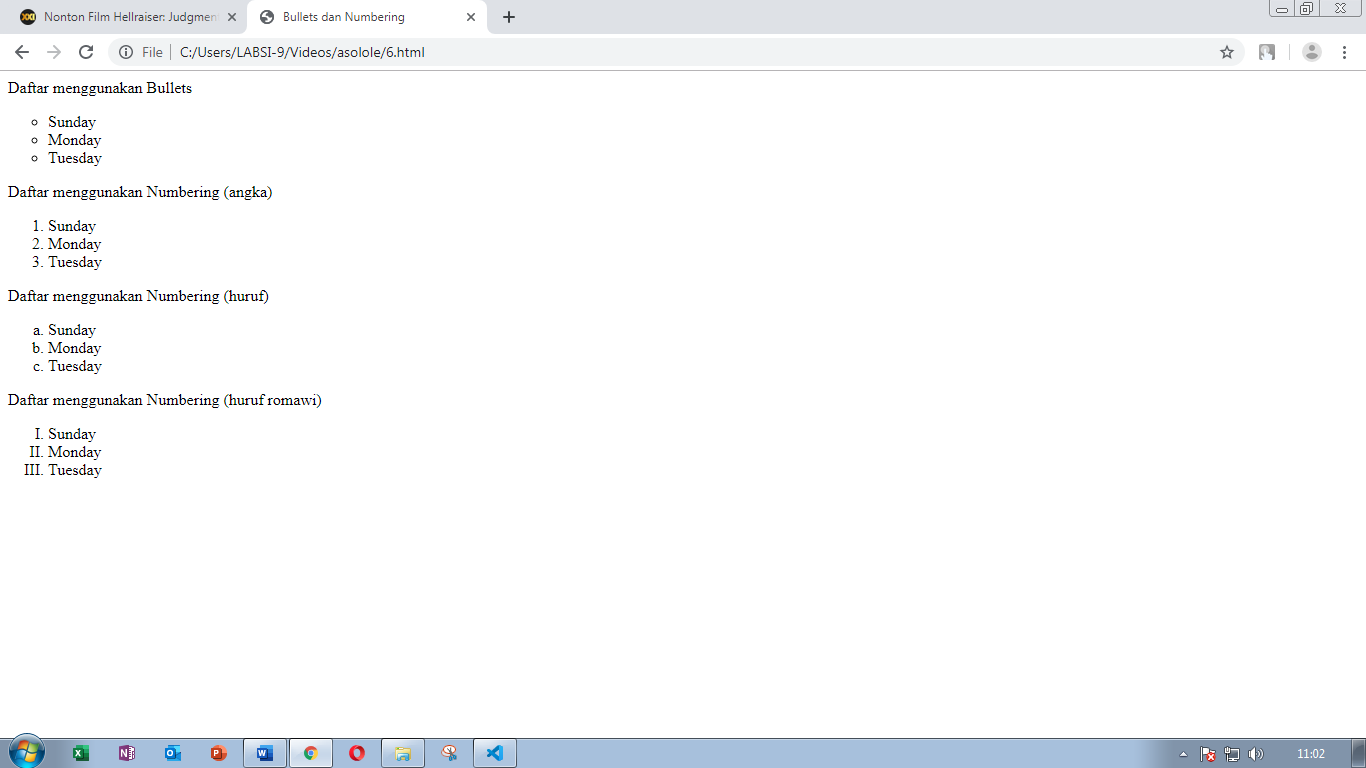 Nonton Film Hellraiser: Judgmen
Bullets dan Numbering
File
C:/Users/LABSI-9/Videos/asolole/6.html
Daftar menggunakan Bullets
Sunday
Monday
Tuesday
Daftar menggunakan Numbering (angka)
1. Sunday
2. Monday
3. Tuesday
Daftar menggunakan Numbering (huruf)
a. Sunday
b. Monday
c. Tuesday
Daftar menggunakan Numbering (huruf romawi)
I. Sunday
II. Monday
III. Tuesday
11:02